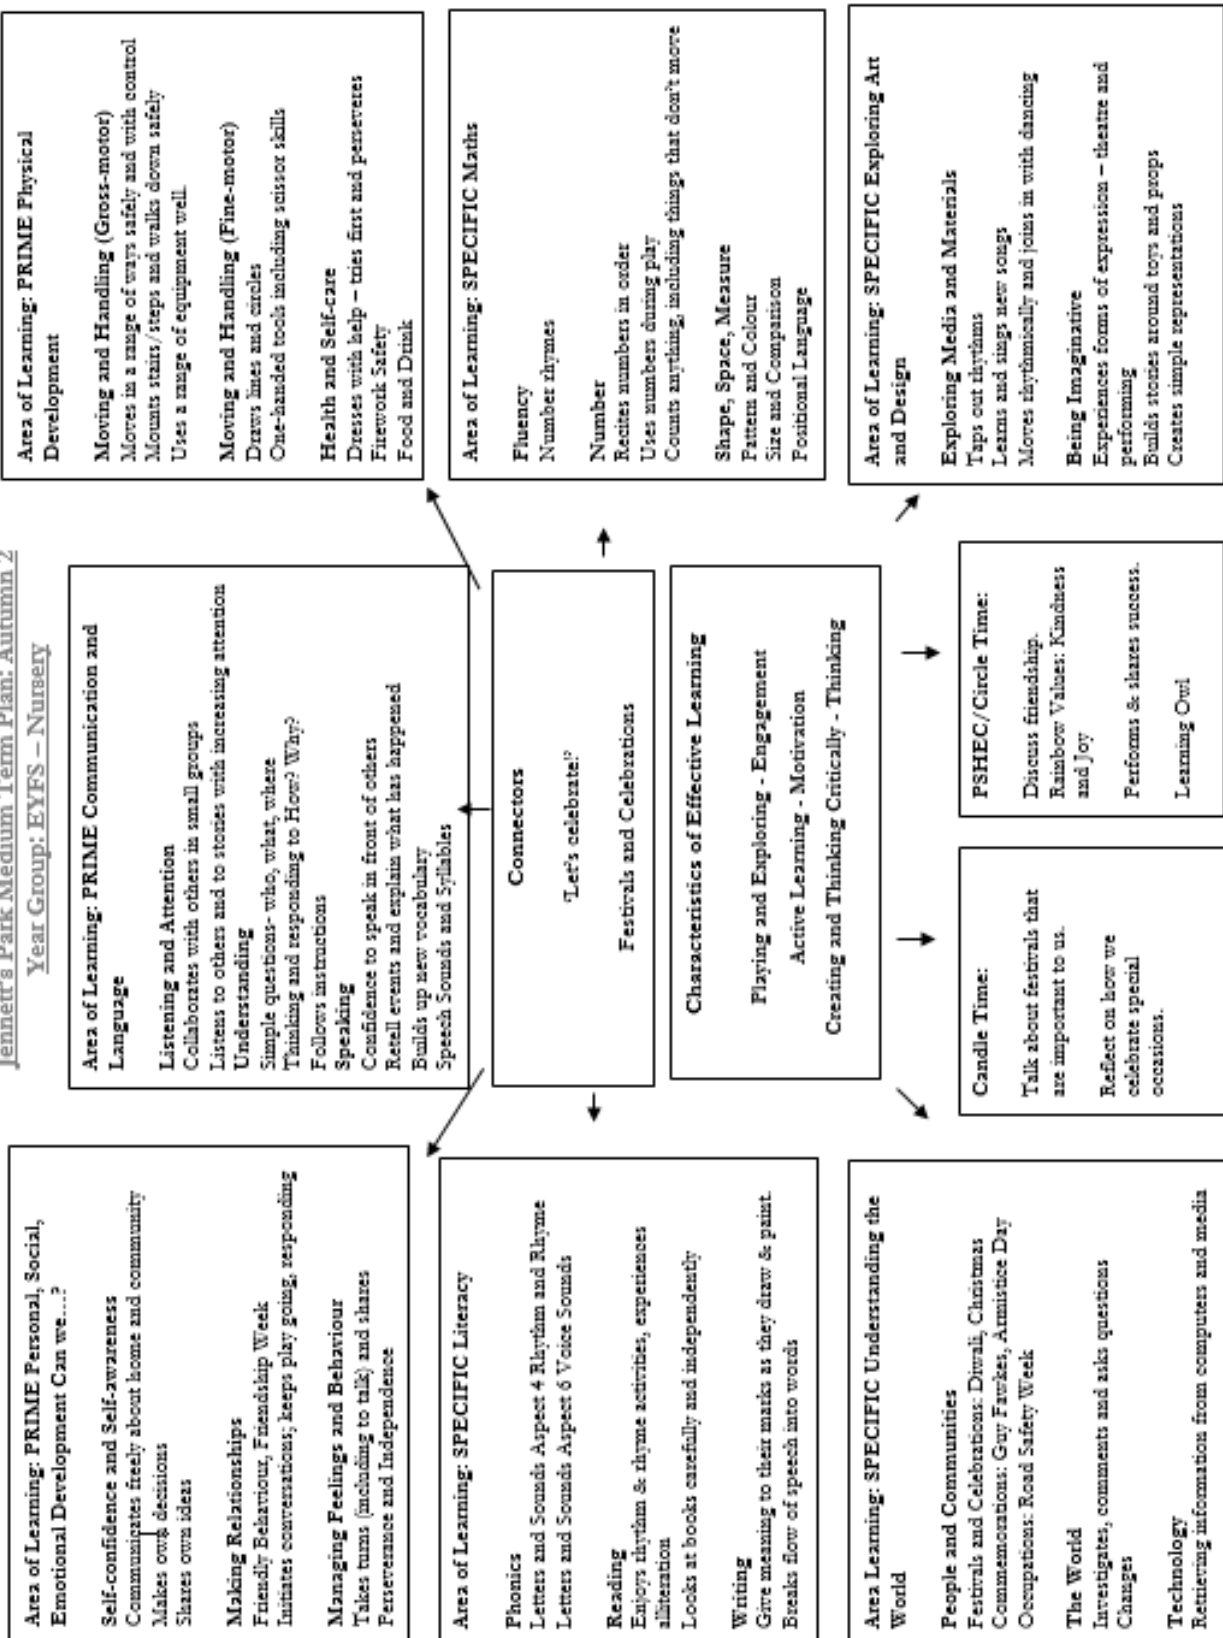 Jennett's Park Medium Term Plan: Autumn 2
Year Group: EYFS – Nursery
Area of Learning: PRIME Personal, Social,
Emotional Development Can we...?
Self-confidence and Self-awareness
Communicates freely about home and community
Makes own decisions
Shares own ideas
Making Relationships
Friendly Behaviour, Friendship Week
Initiates conversations; keeps play going, responding
Managing Feelings and Behaviour
Takes turns (including to talk) and shares
Perseverance and Independence
Area of Learning: PRIME Communication and
Language
Listening and Attention
Collaborates with others in small groups
Listens to others and to stories with increasing attention
Understanding
Simple questions- who, what, where
Thinking and responding to How? Why?
Follows instructions
Speaking
Confidence to speak in front of others
Retell events and explain what has happened
Builds up new vocabulary
Speech Sounds and Syllables
Area of Learning: PRIME Physical
Development
Moving and Handling (Gross-motor)
Moves in a range of ways safely and with control
Mounts stairs/steps and walks down safely
Uses a range of equipment well.
Moving and Handling (Fine-motor)
Draws lines and circles
One-handed tools including scissor skills
Health and Self-care
Dresses with help – tries first and perseveres
Firework Safety
Food and Drink
Area of Learning: SPECIFIC Literacy
Phonics
Letters and Sounds Aspect 4 Rhythm and Rhyme
Letters and Sounds Aspect 6 Voice Sounds
Reading
Enjoys rhythm & rhyme activities, experiences
alliteration
Looks at books carefully and independently
Writing
Give meaning to their marks as they draw & paint.
Breaks flow of speech into words
Connectors
'Let's celebrate!'
Festivals and Celebrations
Area of Learning: SPECIFIC Maths
Fluency
Number rhymes
Number
Recites numbers in order
Uses numbers during play
Counts anything, including things that don't move
Shape, Space, Measure
Pattern and Colour
Size and Comparison
Positional Language
Characteristics of Effective Learning
Playing and Exploring - Engagement
Active Learning - Motivation
Creating and Thinking Critically - Thinking
Area Learning: SPECIFIC Understanding the
World
People and Communities
Festivals and Celebrations: Diwali, Christmas
Commemorations: Guy Fawkes, Armistice Day
Occupations: Road Safety Week
The World
Investigates, comments and asks questions
Changes
Technology
Retrieving information from computers and media
Candle Time:
Talk about festivals that
are important to us.
Reflect on how we
celebrate special
occasions.
PSHEC/Circle Time:
Discuss friendship.
Rainbow Values: Kindness
and Joy
Performs & shares success.
Learning Owl
Area of Learning: SPECIFIC Exploring Art
and Design
Exploring Media and Materials
Taps out rhythms
Learns and sings new songs
Moves rhythmically and joins in with dancing
Being Imaginative
Experiences forms of expression – theatre and
performing
Builds stories around toys and props
Creates simple representations